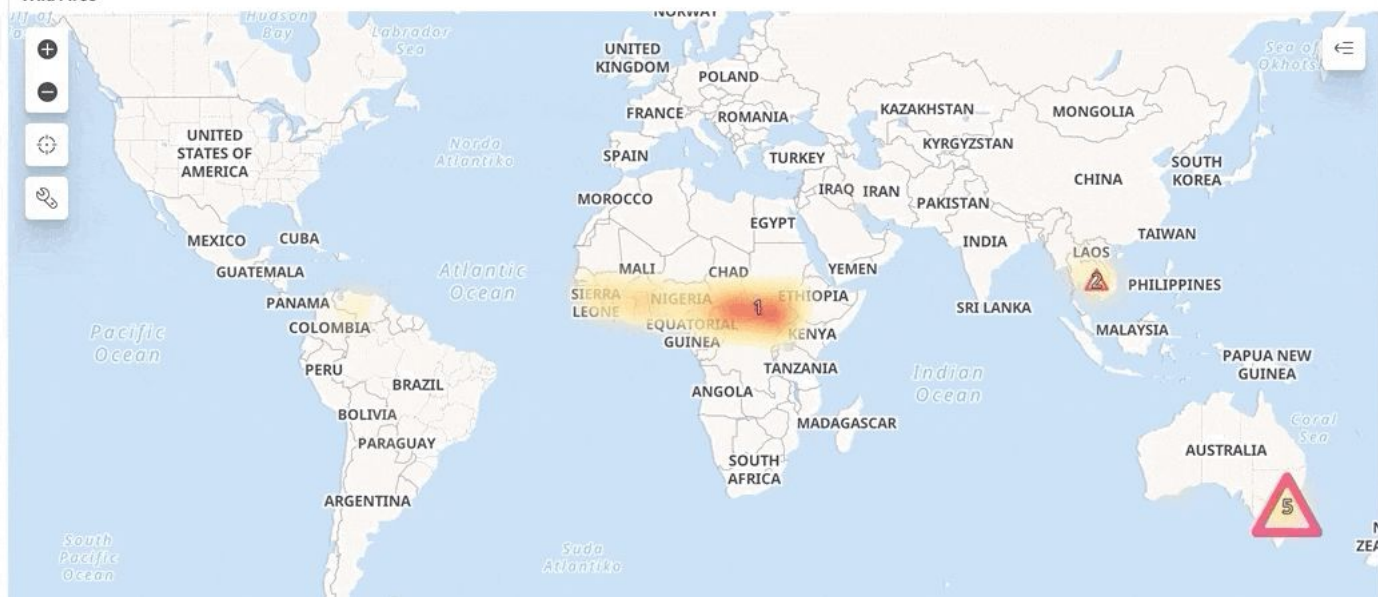 Hudson
Bay
Labrador
Sea
NORWAY
UNITED
KINGDOM
POLAND
Sea of
Okhots
FRANCE
ROMANIA
KAZAKHSTAN
MONGOLIA
UNITED
STATES OF
AMERICA
Norda
Atlantiko
SPAIN
TURKEY
KYRGYZSTAN
SOUTH
KOREA
CHINA
MOROCCO
IRAQ
IRAN
PAKISTAN
EGYPT
MEXICO
CUBA
INDIA
TAIWAN
LAOS
GUATEMALA
Atlantic
Ocean
MALI
CHAD
YEMEN
2
PHILIPPINES
PANAMA
SIERRA
LEONE
NIGERIA
1
ETHIOPIA
SRI LANKA
COLOMBIA
EQUATORIAL
GUINEA
KENYA
MALAYSIA
Pacific
Ocean
PERU
BRAZIL
TANZANIA
Indian
Ocean
PAPUA NEW
GUINEA
ANGOLA
BOLIVIA
MADAGASCAR
Coral
Sea
PARAGUAY
AUSTRALIA
SOUTH
AFRICA
ARGENTINA
5
South
Pacific
Ocean
Suda
Atlantiko
N
ZEA